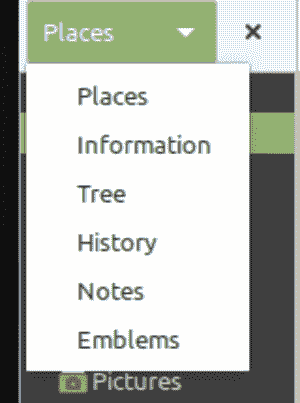 Places
Places
Information
Tree
History
Notes
Emblems
Pictures